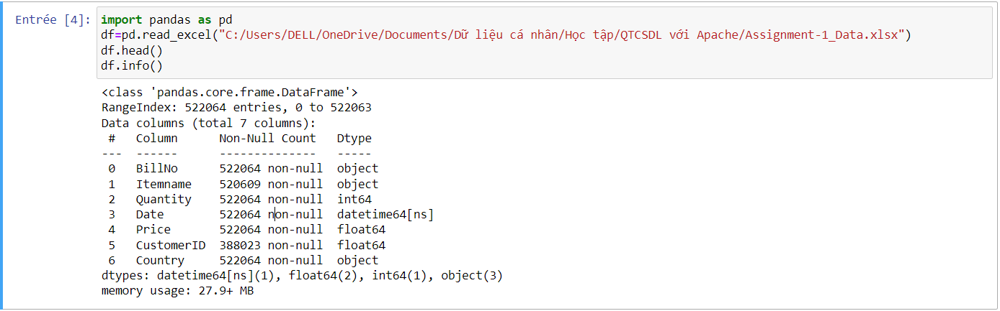 Entrée [4]: import pandas as pd
df=pd.read_excel("C:/Users/DELL/OneDrive/Documents/Dữ liệu cá nhân/Học tập/QTCSDL với Apache/Assignment-1_Data.xlsx")
df.head()
df.info()
<class 'pandas.core.frame.DataFrame'>
RangeIndex: 522064 entries, 0 to 522063
Data columns (total 7 columns):
 #   Column      Non-Null Count   Dtype
---  ------      --------------   -----
 0   BillNo      522064 non-null  object
 1   Itemname    520609 non-null  object
 2   Quantity    522064 non-null  int64
 3   Date        522064 non-null  datetime64[ns]
 4   Price       522064 non-null  float64
 5   CustomerID  388023 non-null  float64
 6   Country     522064 non-null  object
dtypes: datetime64[ns](1), float64(2), int64(1), object(3)
memory usage: 27.9+ MB